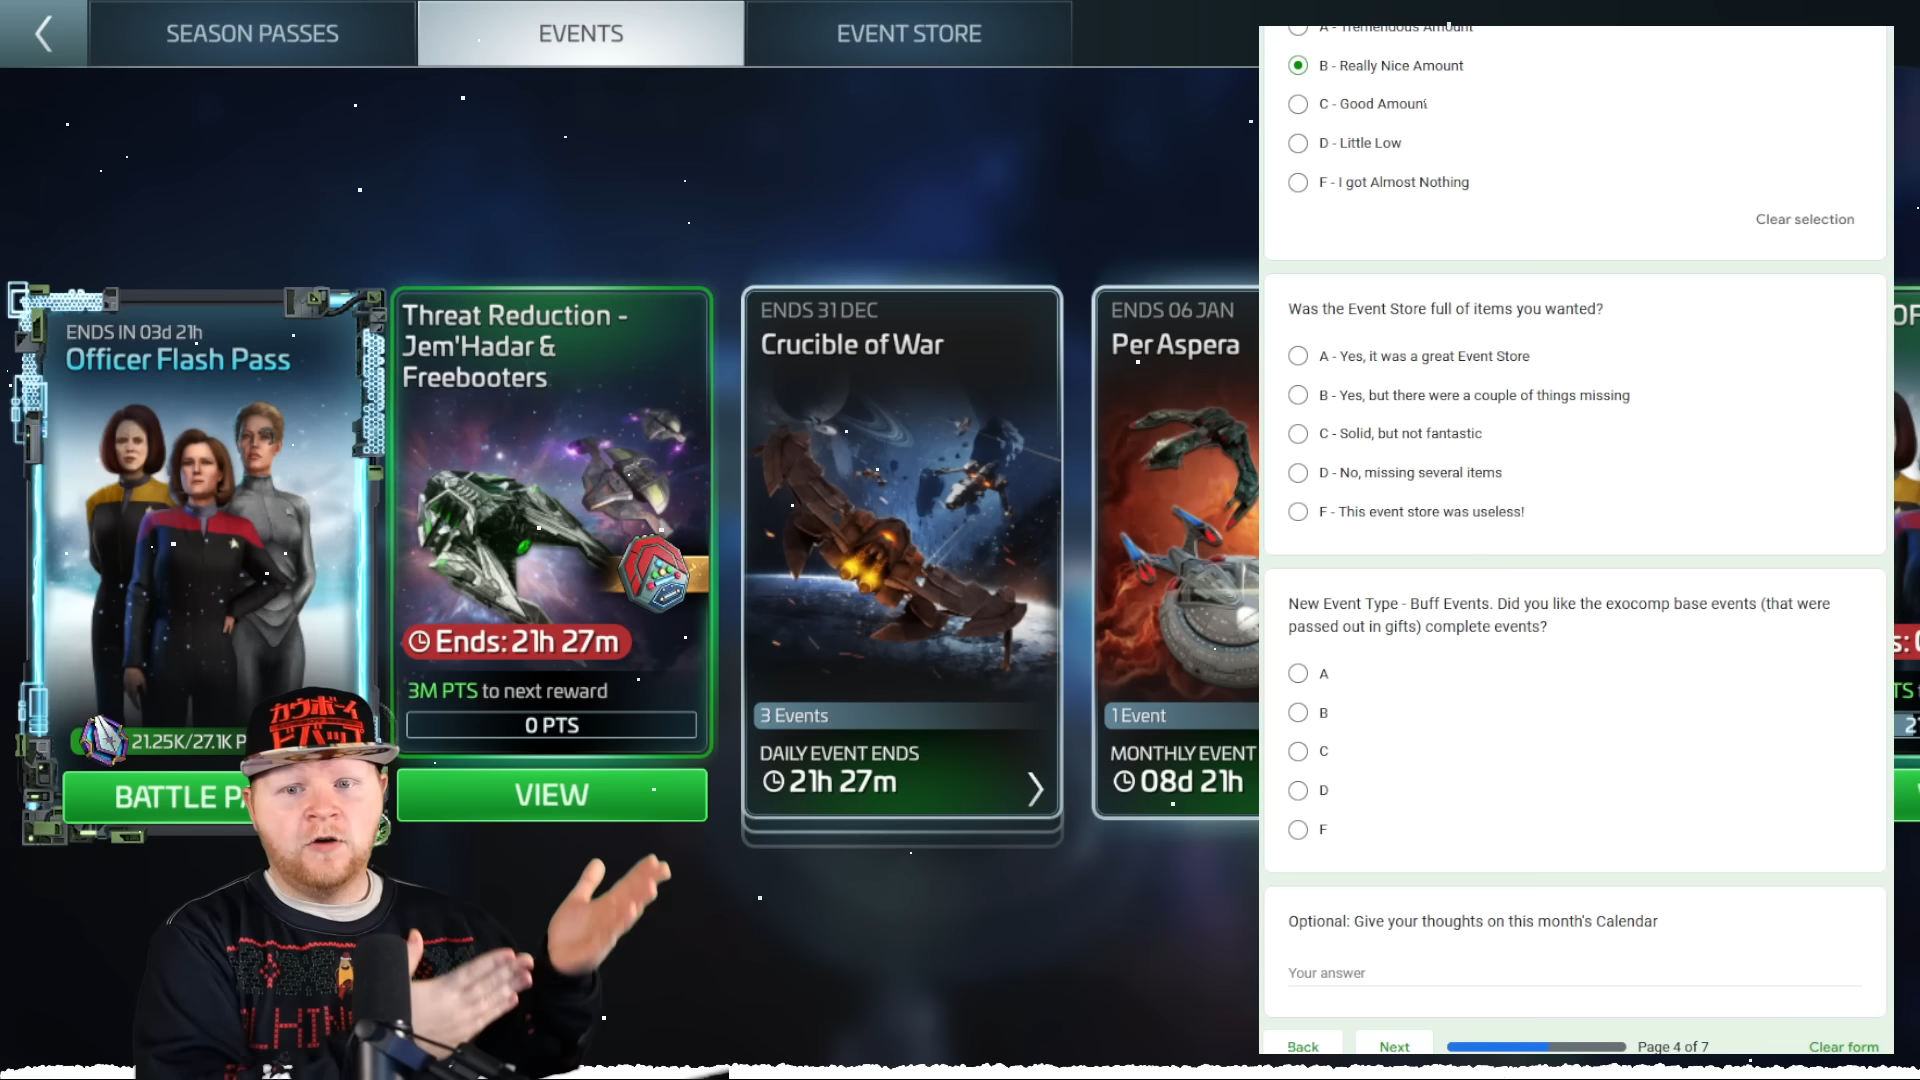 SEASON PASSES
EVENTS
EVENT STORE
ENDS IN 03d 21h
Officer Flash Pass
21.25K/27.1K P
BATTLE P
Threat Reduction -
Jem'Hadar &
Freebooters
Ends: 21h 27m
3M PTS to next reward
0 PTS
VIEW
ENDS 31 DEC
Crucible of War
3 Events
DAILY EVENT ENDS
21h 27m
ENDS 06 JAN
Per Aspera
1 Event
MONTHLY EVENT
08d 21h
カウボーイ
ビバップ
A - Tremendous Amount
B - Really Nice Amount
C - Good Amount
D - Little Low
F - I got Almost Nothing
Clear selection
Was the Event Store full of items you wanted?
A - Yes, it was a great Event Store
B - Yes, but there were a couple of things missing
C - Solid, but not fantastic
D - No, missing several items
F - This event store was useless!
New Event Type - Buff Events. Did you like the exocomp base events (that were
passed out in gifts) complete events?
A
B
C
D
F
Optional: Give your thoughts on this month's Calendar
Your answer
Back
Next
Page 4 of 7
Clear form